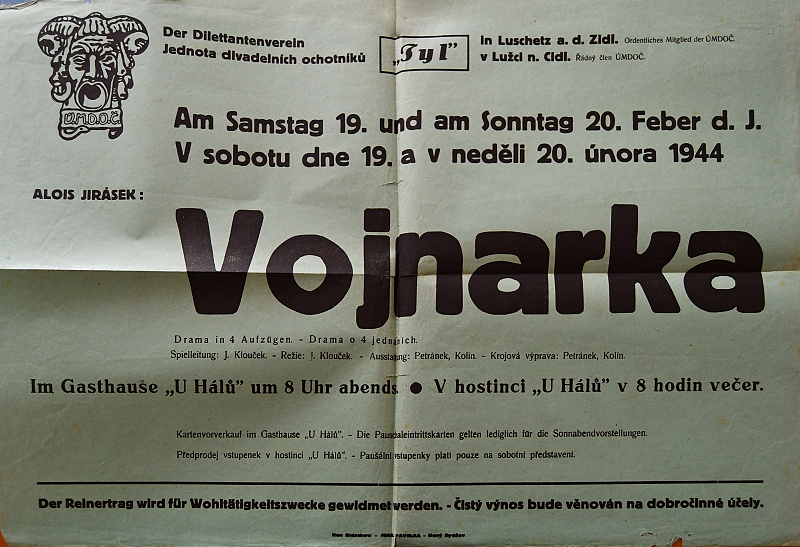 Ú.M.D.O.Č.
Der Dilettantenverein
Jednota divadelních ochotníků
„Tyl”
in Luschetz a. d. Zidl. Ordentliches Mitglied der ÚMDOČ.
v Lužci n. Cidl. Řádný člen ÚMDOČ.
Am Samstag 19. und am Sonntag 20. Feber d. J.
V sobotu dne 19. a v neděli 20. února 1944
ALOIS JIRÁSEK:
Vojnarka
Drama in 4 Aufzügen. - Drama o 4 jednáních.
Spielleitung: J. Klouček. - Režie: J. Klouček. - Ausstattung: Petránek, Kolín. - Krojová výprava: Petránek, Kolín.
Im Gasthause „U Hálů” um 8 Uhr abends ● V hostinci „U Hálů” v 8 hodin večer.
Kartenvorverkauf im Gasthause „U Hálů”. - Die Pauschaleintrittskarten gelten lediglich für die Sonnabendvorstellungen.
Předprodej vstupenek v hostinci „U Hálů”. - Paušální vstupenky platí pouze na sobotní představení.
Der Reinertrag wird für Wohltätigkeitszwecke gewidmet werden. - Čistý výnos bude věnován na dobročinné účely.
Neu Bidschow - - Nový Bydžov